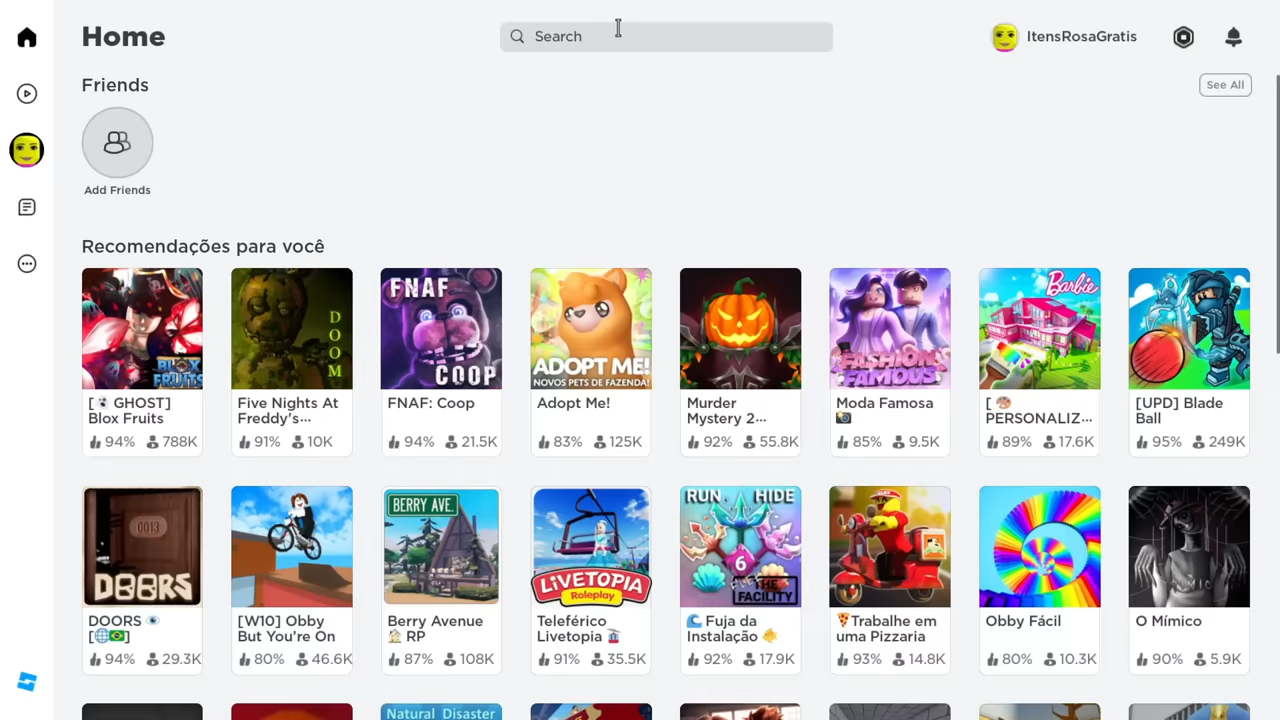 Home
Search
ItensRosaGratis
Friends
See All
Add Friends
Recomendações para você
BLOX FRUITS
DOOM
FNAF COOP
ADOPT ME!
NOVOS PETS DE FAZENDA!
FASHION FAMOUS
Barbie
[👻 GHOST] Blox Fruits
94% 788K
Five Nights At Freddy's...
91% 10K
FNAF: Coop
94% 21.5K
Adopt Me!
83% 125K
Murder Mystery 2...
92% 55.8K
Moda Famosa 📸
85% 9.5K
[🎨 PERSONALIZ...
89% 17.6K
[UPD] Blade Ball
95% 249K
0013
DOORS
BERRY AVE.
LIVETOPIA
Roleplay
RUN. HIDE
6
THE FACILITY
DOORS 👁️ [🌐🇧🇷]
94% 29.3K
[W10] Obby But You're On
80% 46.6K
Berry Avenue 🏠 RP
87% 108K
Teleférico Livetopia 🚡
91% 35.5K
🌊 Fuja da Instalação 🐠
92% 17.9K
🍕Trabalhe em uma Pizzaria
93% 14.8K
Obby Fácil
80% 10.3K
O Mímico
90% 5.9K
Natural Disaster